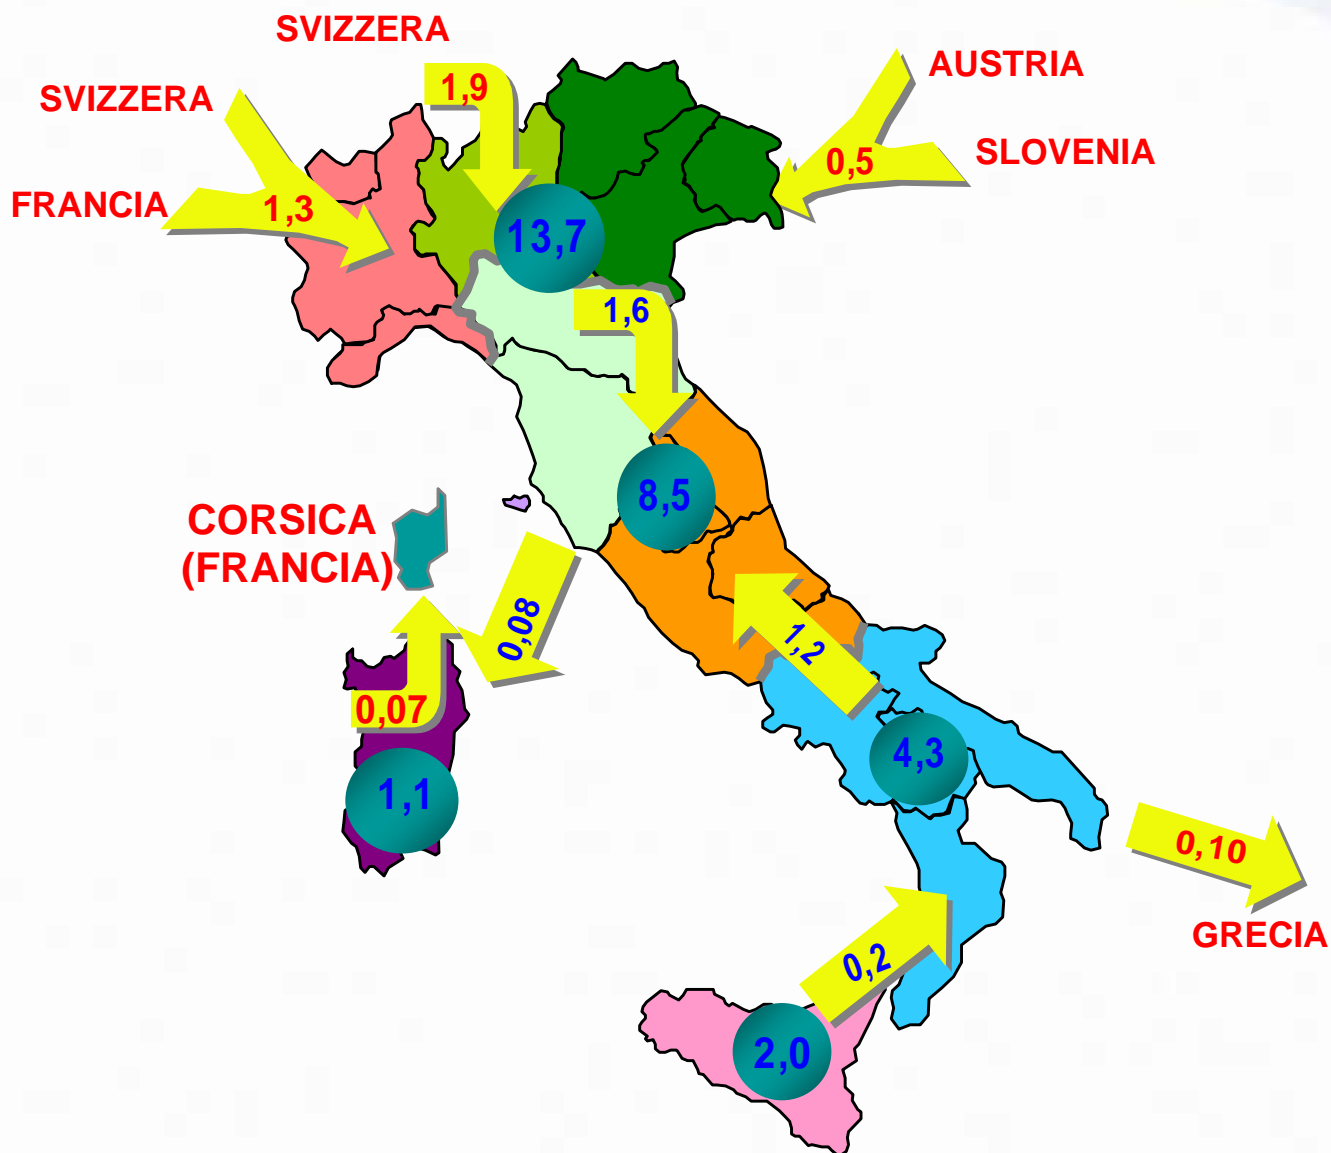 SVIZZERA
1,9
AUSTRIA
SVIZZERA
SLOVENIA
0,5
FRANCIA
1,3
13,7
1,6
8,5
CORSICA
(FRANCIA)
0,08
1,2
0,07
4,3
1,1
0,10
GRECIA
0,2
2,0